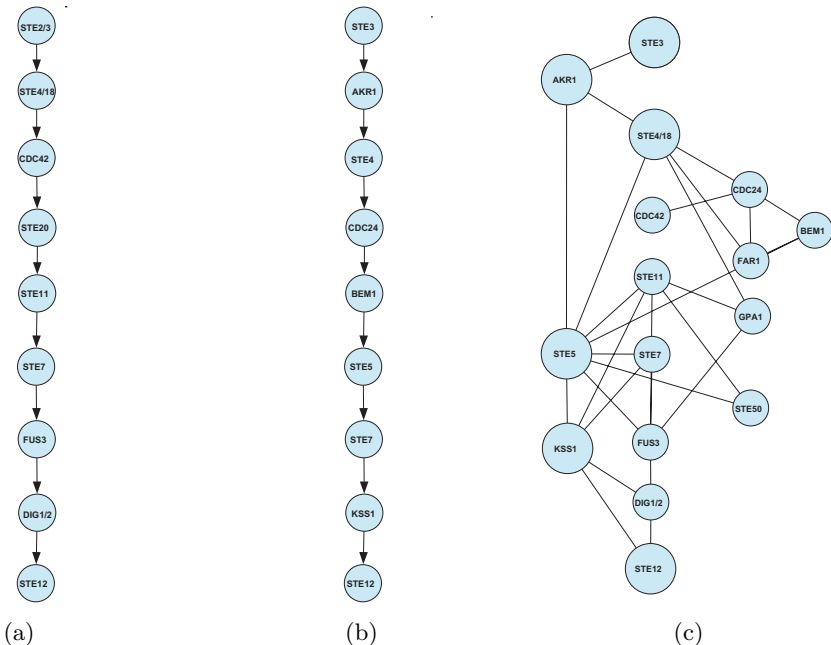 STE2/3
STE4/18
CDC42
STE20
STE11
STE7
FUS3
DIG1/2
STE12
(a)
STE3
AKR1
STE4
CDC24
BEM1
STE5
STE7
KSS1
STE12
(b)
STE3
AKR1
STE4/18
CDC24
CDC42
BEM1
FAR1
STE11
GPA1
STE5
STE7
STE50
FUS3
KSS1
DIG1/2
STE12
(c)